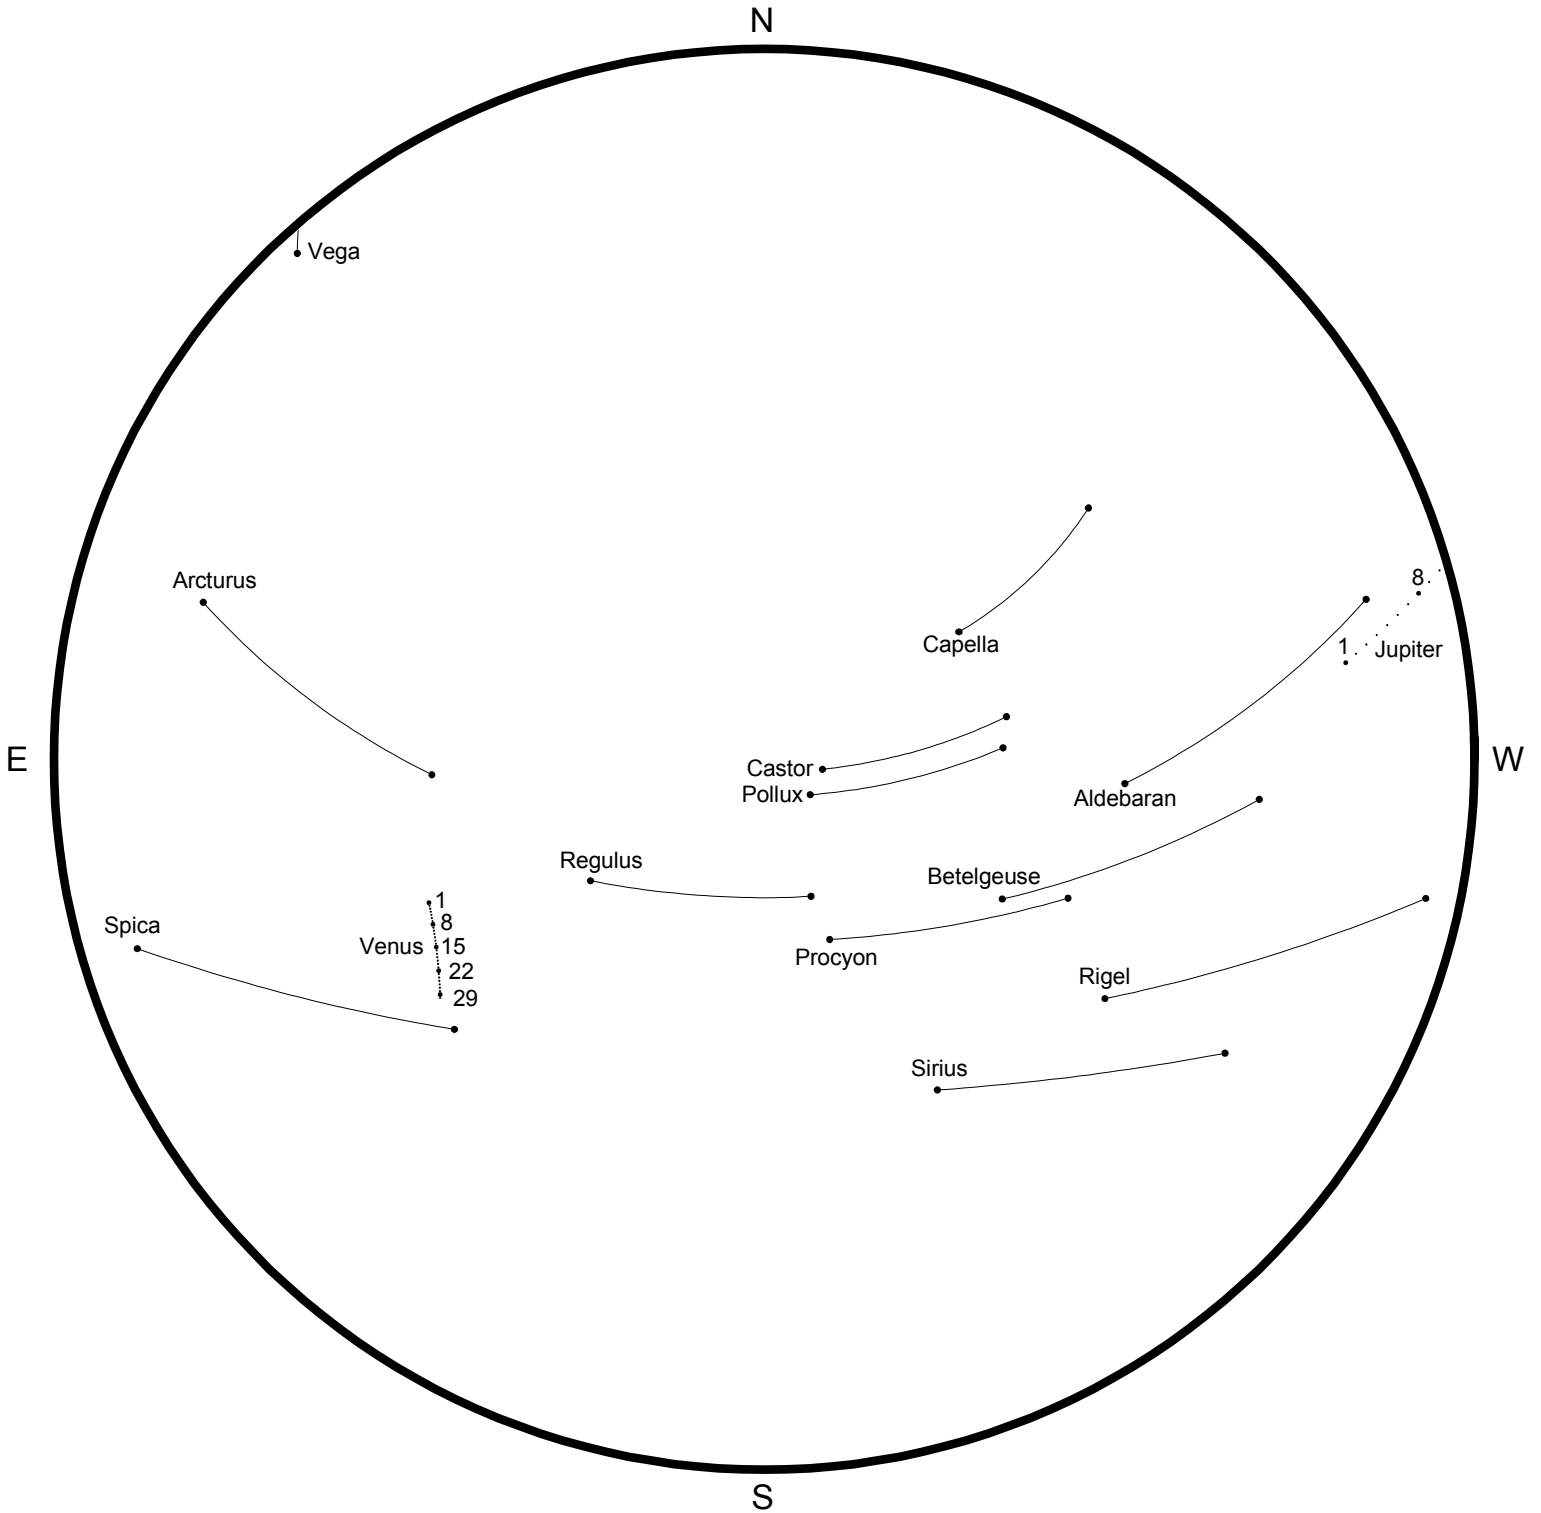 N
Vega
8
Arcturus
Capella
1
Jupiter
E
W
Castor
Pollux
Aldebaran
Regulus
Betelgeuse
1
Spica
8
Venus
15
Procyon
22
Rigel
29
Sirius
S